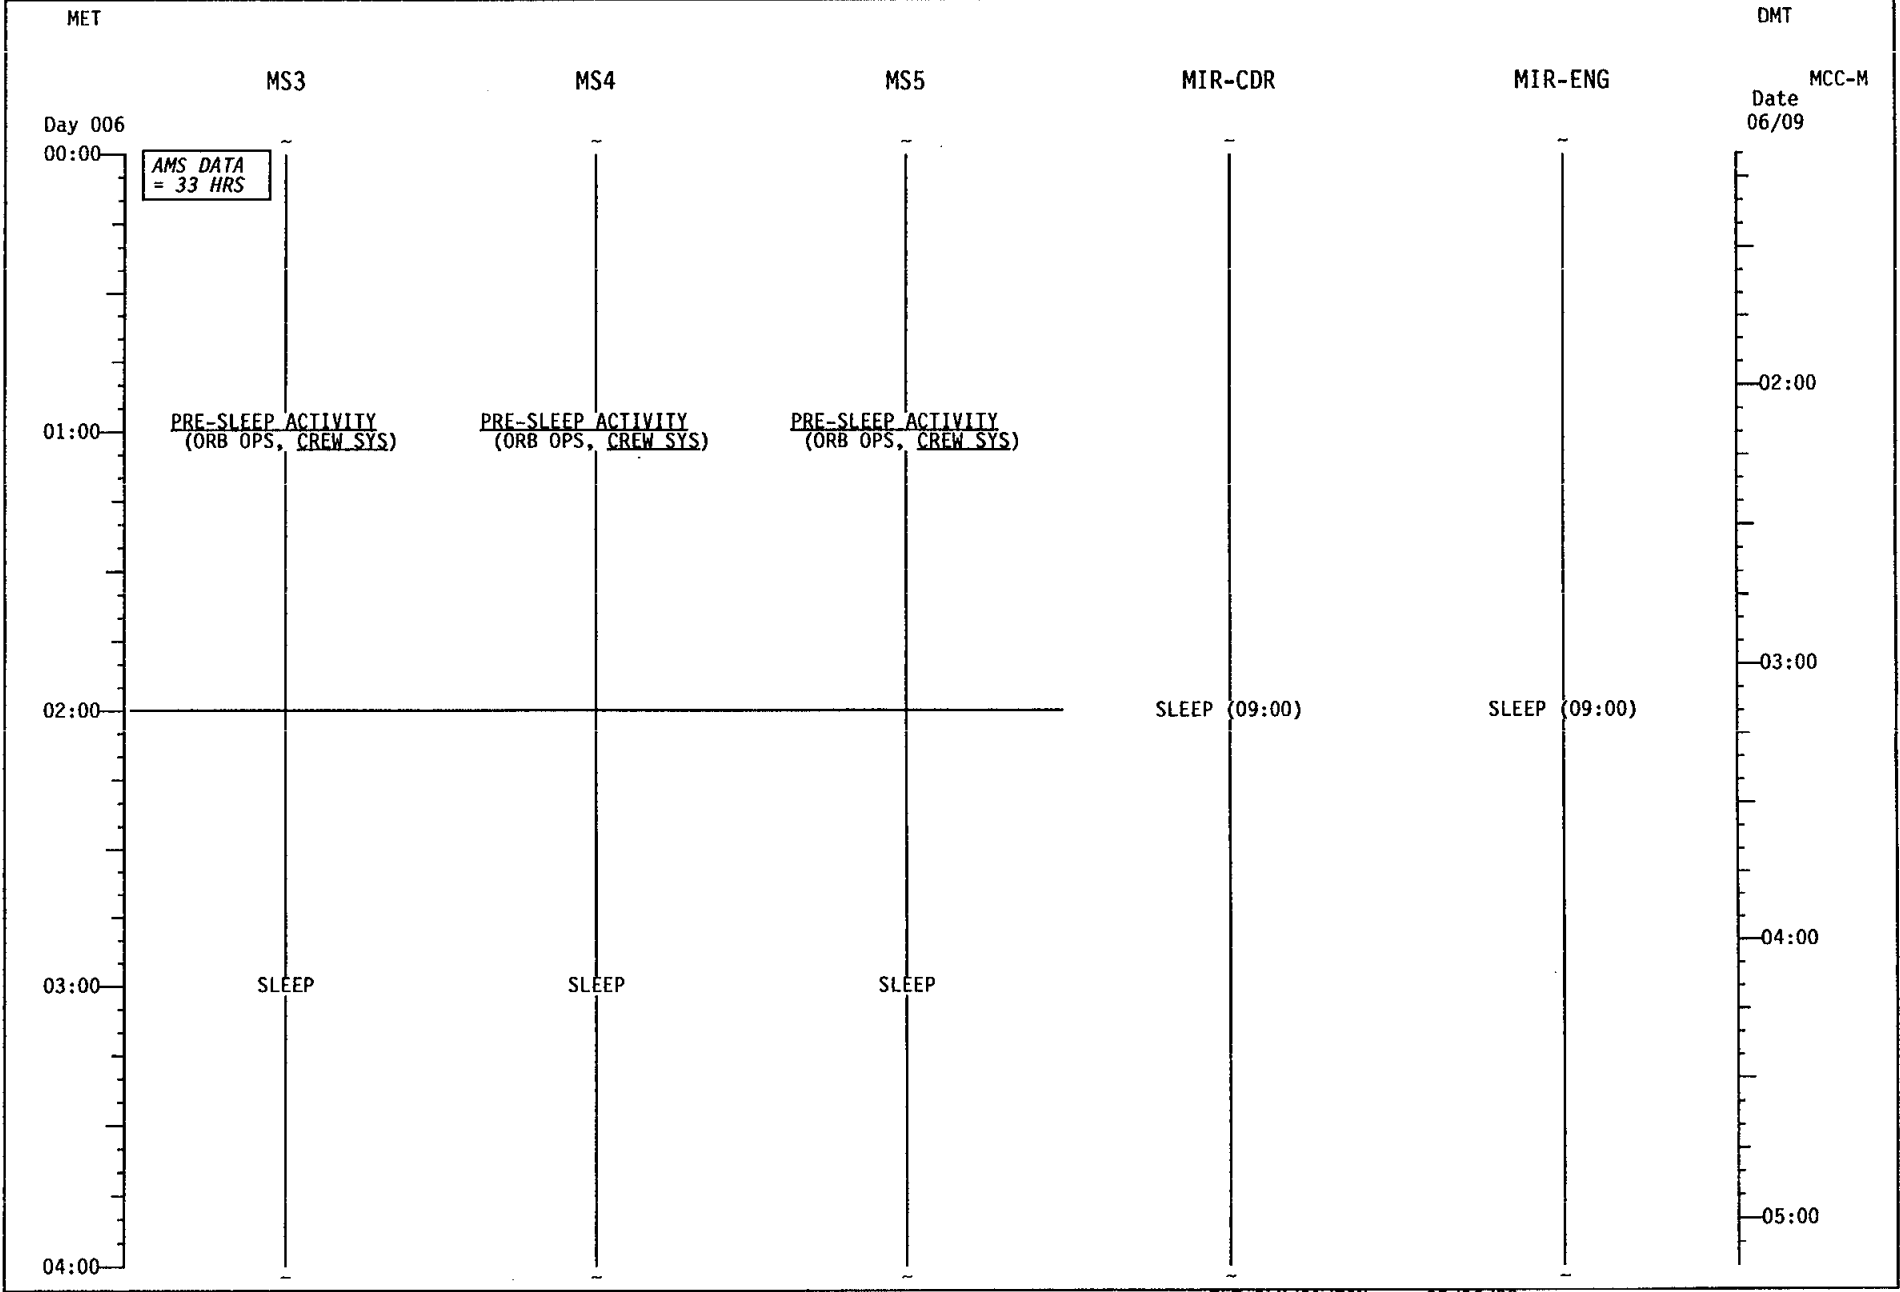 MET
DMT
MS3 MS4 MS5 MIR-CDR MIR-ENG MCC-M
Date
Day 006 06/09
~ ~ ~ ~ ~
00:00
AMS DATA
= 33 HRS
02:00
PRE-SLEEP ACTIVITY PRE-SLEEP ACTIVITY PRE-SLEEP ACTIVITY
01:00
(ORB OPS, CREW SYS) (ORB OPS, CREW SYS) (ORB OPS, CREW SYS)
03:00
02:00 SLEEP (09:00) SLEEP (09:00)
04:00
03:00 SLEEP SLEEP SLEEP
05:00
04:00
~ ~ ~ ~ ~